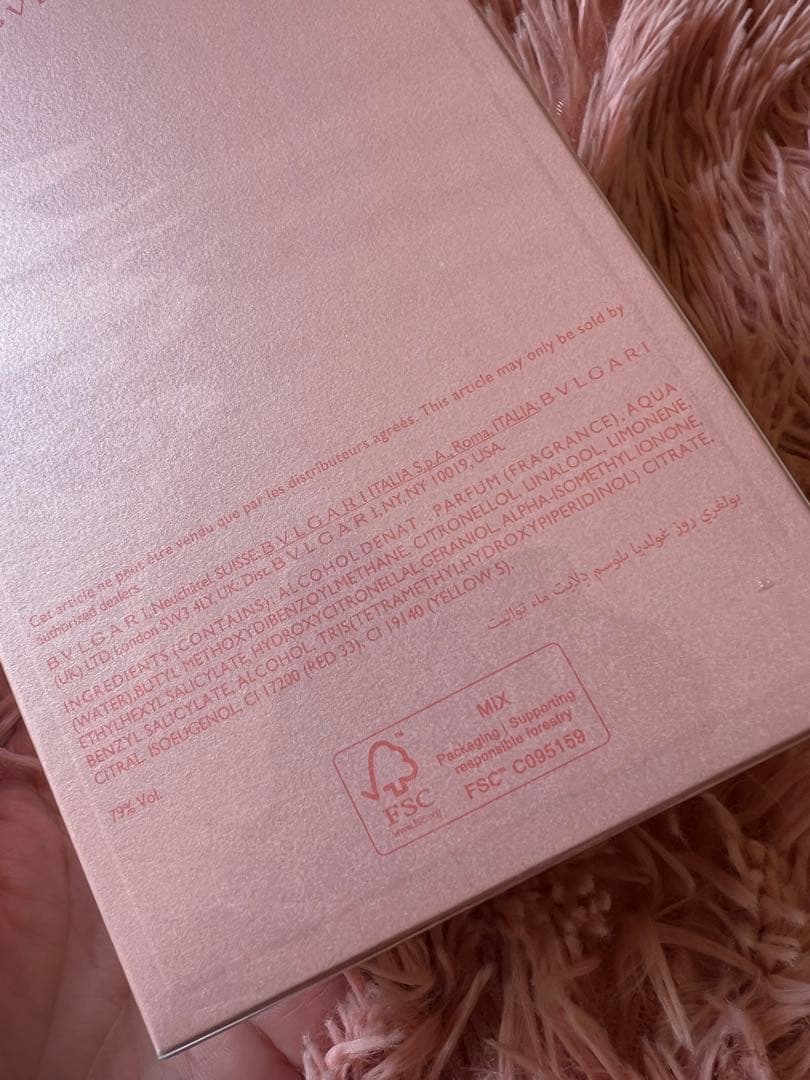 Cet article ne peut être vendu que par les distributeurs agréés. This article may only be sold by
authorized dealers.
BVLGARI, Neuchâtel, SUISSE. BVLGARI ITALIA S.p.A., Roma, ITALIA. BVLGARI
(UK) LTD. London SW3 4LY, UK. Dist. BVLGARI, NY, NY 10019, USA.
INGREDIENTS (CONTAINS): ALCOHOL DENAT., PARFUM (FRAGRANCE), AQUA
(WATER), BUTYL METHOXYDIBENZOYLMETHANE, CITRONELLOL, LINALOOL, LIMONENE,
ETHYLHEXYL SALICYLATE, HYDROXYCITRONELLAL, GERANIOL, ALPHA-ISOMETHYL IONONE,
BENZYL SALICYLATE, ALCOHOL, TRIS(TETRAMETHYLHYDROXYPIPERIDINOL) CITRATE,
CITRAL, ISOEUGENOL, CI 17200 (RED 33), CI 19140 (YELLOW 5).
بولغري روز غولديا بلوسم دلايت ماء تواليت
79% Vol.
MIX
Packaging | Supporting
responsible forestry
FSC™ C095159
FSC
www.fsc.org